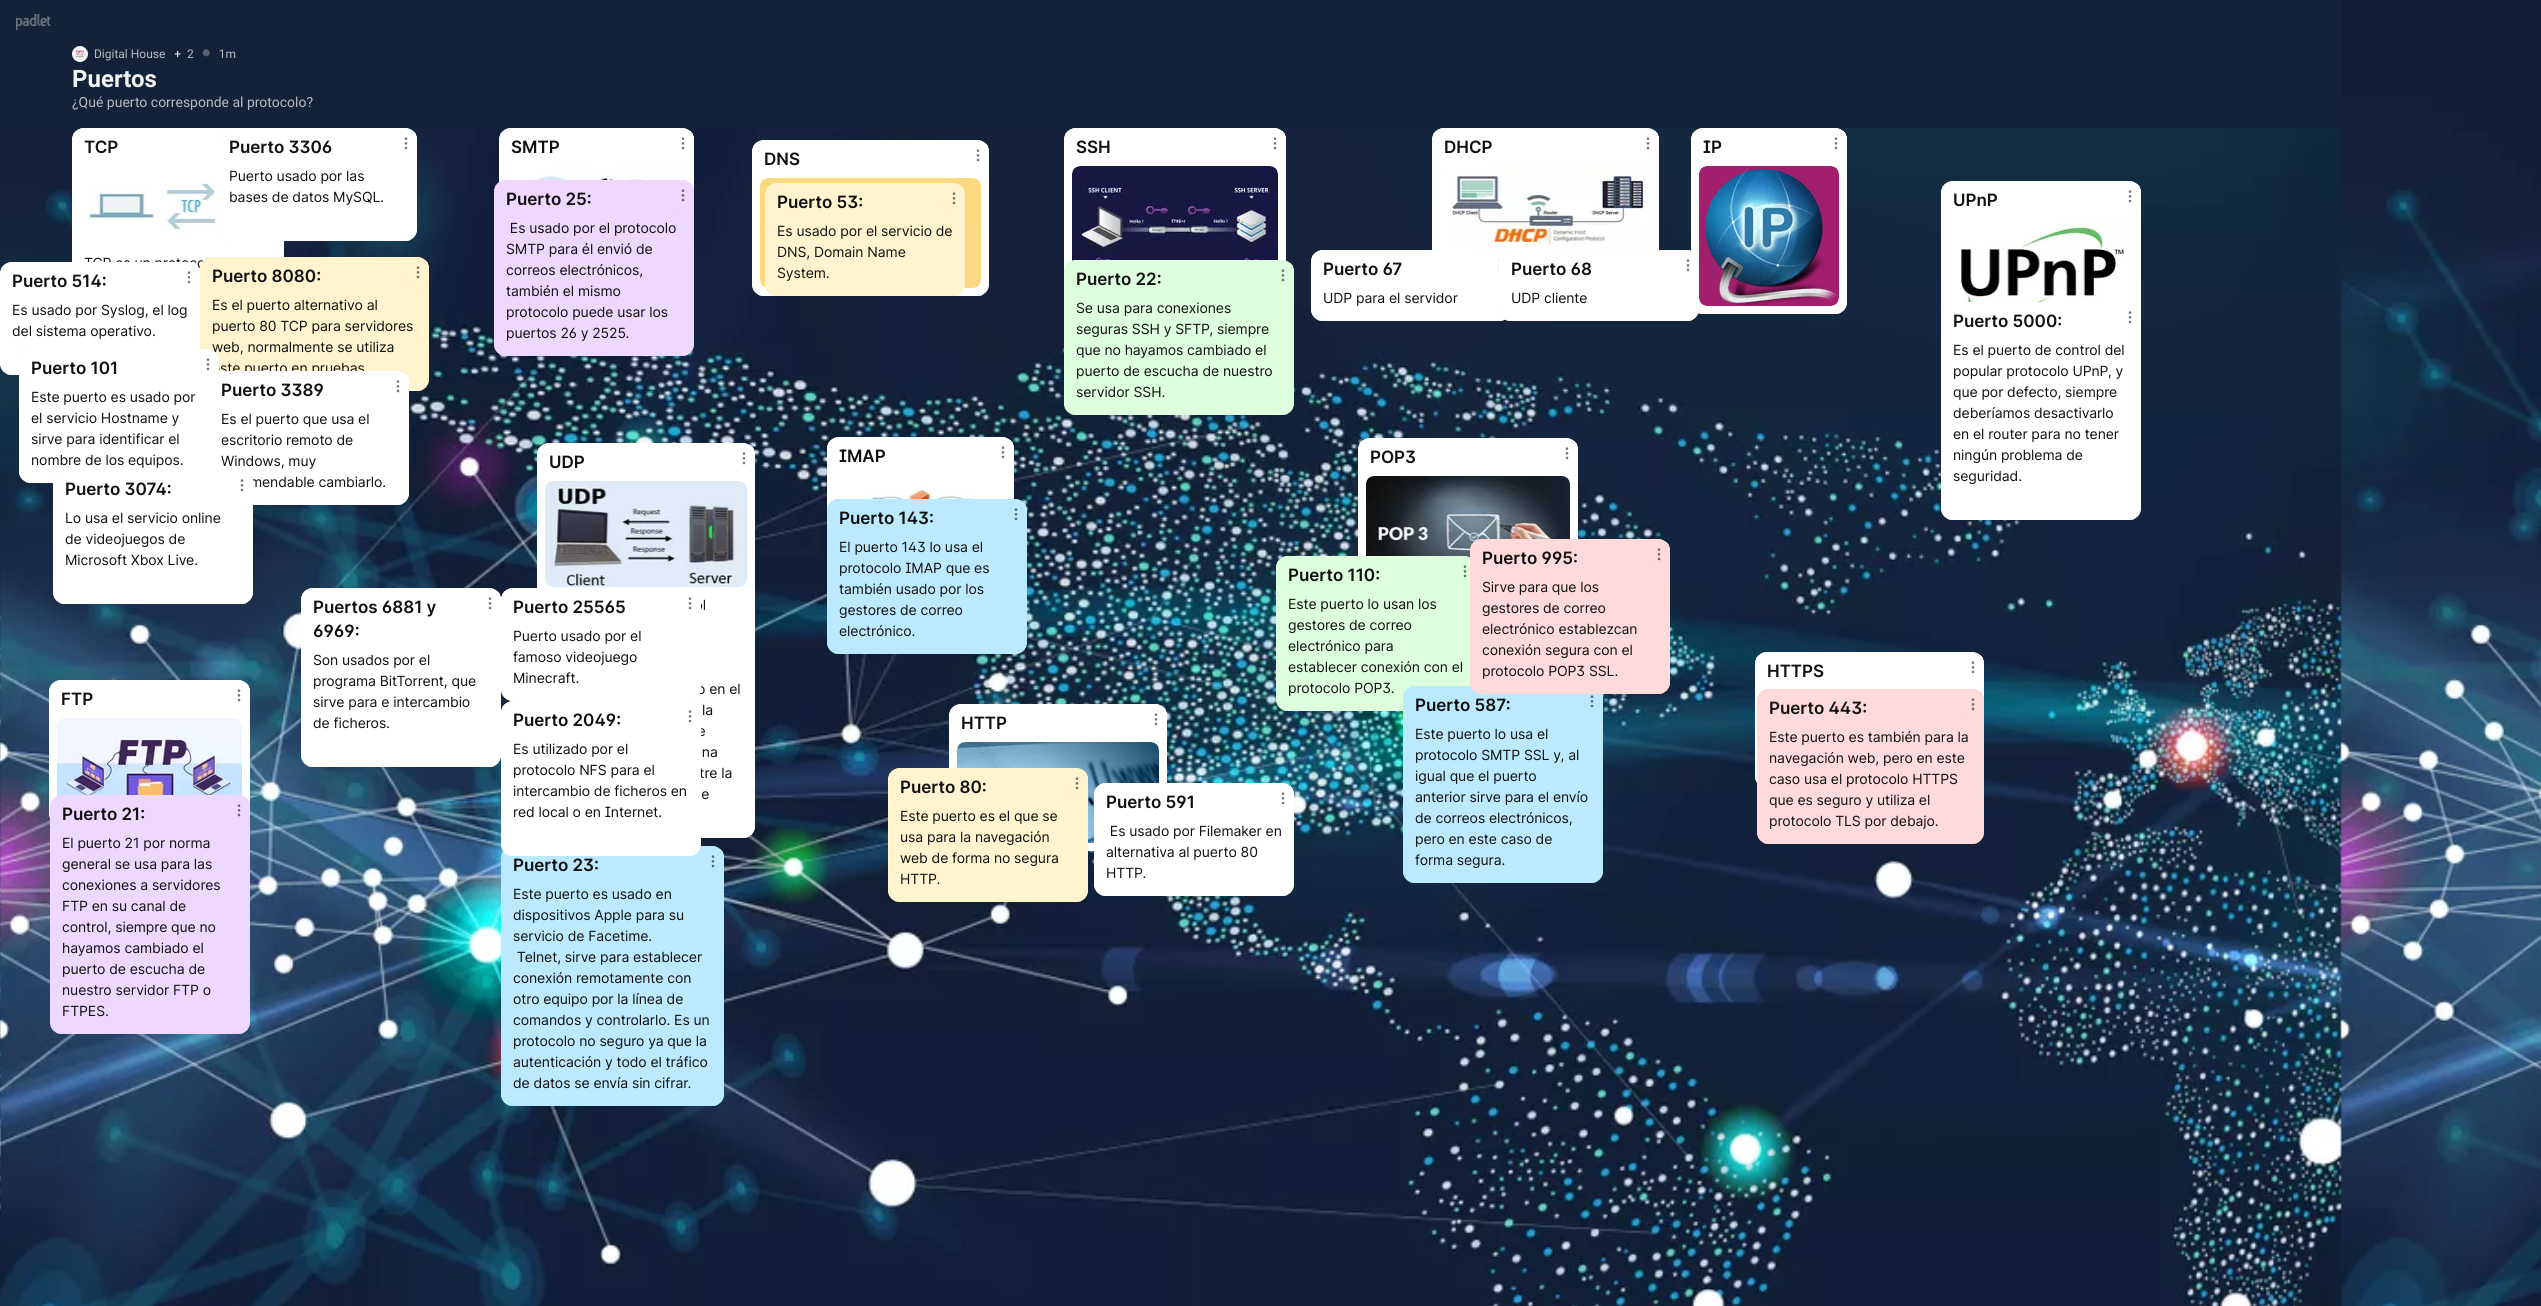 padlet
Digital House + 2 • 1m
Puertos
¿Qué puerto corresponde al protocolo?
TCP
TCP
Puerto 3306
Puerto usado por las
bases de datos MySQL.
Puerto 514:
Es usado por Syslog, el log
del sistema operativo.
Puerto 8080:
Es el puerto alternativo al
puerto 80 TCP para servidores
web, normalmente se utiliza
este puerto en pruebas
Puerto 101
Este puerto es usado por
el servicio Hostname y
sirve para identificar el
nombre de los equipos.
Puerto 3389
Es el puerto que usa el
escritorio remoto de
Windows, muy
mendable cambiarlo.
Puerto 3074:
Lo usa el servicio online
de videojuegos de
Microsoft Xbox Live.
SMTP
Puerto 25:
Es usado por el protocolo
SMTP para él envió de
correos electrónicos,
también el mismo
protocolo puede usar los
puertos 26 y 2525.
DNS
Puerto 53:
Es usado por el servicio de
DNS, Domain Name
System.
SSH
SSH CLIENT
SSH SERVER
Puerto 22:
Se usa para conexiones
seguras SSH y SFTP, siempre
que no hayamos cambiado el
puerto de escucha de nuestro
servidor SSH.
DHCP
DHCP Client
Router
DHCP Server
DHCP
Dynamic Host
Configuration Protocol
Puerto 67
UDP para el servidor
Puerto 68
UDP cliente
IP
IP
UPnP
UPnP™
Puerto 5000:
Es el puerto de control del
popular protocolo UPnP, y
que por defecto, siempre
deberíamos desactivarlo
en el router para no tener
ningún problema de
seguridad.
UDP
UDP
Request
Response
Response
Client
Server
Puertos 6881 y
6969:
Son usados por el
programa BitTorrent, que
sirve para e intercambio
de ficheros.
Puerto 25565
Puerto usado por el
famoso videojuego
Minecraft.
Puerto 2049:
Es utilizado por el
protocolo NFS para el
intercambio de ficheros en
red local o en Internet.
Puerto 23:
Este puerto es usado en
dispositivos Apple para su
servicio de Facetime.
Telnet, sirve para establecer
conexión remotamente con
otro equipo por la línea de
comandos y controlarlo. Es un
protocolo no seguro ya que la
autenticación y todo el tráfico
de datos se envía sin cifrar.
IMAP
Puerto 143:
El puerto 143 lo usa el
protocolo IMAP que es
también usado por los
gestores de correo
electrónico.
POP3
POP 3
Puerto 110:
Este puerto lo usan los
gestores de correo
electrónico para
establecer conexión con el
protocolo POP3.
Puerto 995:
Sirve para que los
gestores de correo
electrónico establezcan
conexión segura con el
protocolo POP3 SSL.
Puerto 587:
Este puerto lo usa el
protocolo SMTP SSL y, al
igual que el puerto
anterior sirve para el envío
de correos electrónicos,
pero en este caso de
forma segura.
FTP
FTP
Puerto 21:
El puerto 21 por norma
general se usa para las
conexiones a servidores
FTP en su canal de
control, siempre que no
hayamos cambiado el
puerto de escucha de
nuestro servidor FTP o
FTPES.
HTTP
Puerto 80:
Este puerto es el que se
usa para la navegación
web de forma no segura
HTTP.
Puerto 591
Es usado por Filemaker en
alternativa al puerto 80
HTTP.
HTTPS
Puerto 443:
Este puerto es también para la
navegación web, pero en este
caso usa el protocolo HTTPS
que es seguro y utiliza el
protocolo TLS por debajo.